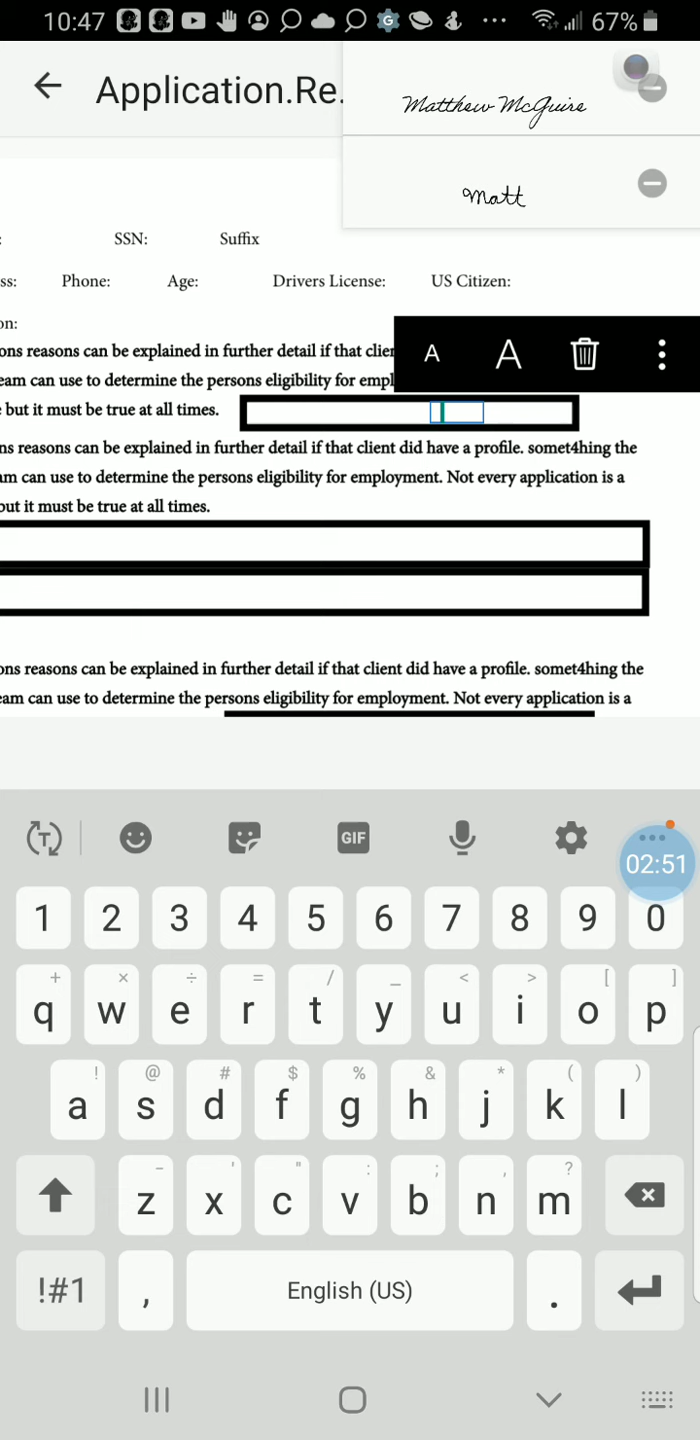 10:47 67%
Application.Re.
Matthew McGuire
Matt
: SSN: Suffix
ss: Phone: Age: Drivers License: US Citizen:
on:
ons reasons can be explained in further detail if that clien
eam can use to determine the persons eligibility for empl
A A
e but it must be true at all times.
ns reasons can be explained in further detail if that client did have a profile. somet4hing the
am can use to determine the persons eligibility for employment. Not every application is a
but it must be true at all times.
ons reasons can be explained in further detail if that client did have a profile. somet4hing the
eam can use to determine the persons eligibility for employment. Not every application is a
T GIF
02:51
1 2 3 4 5 6 7 8 9 0
+ × ÷ = / _ < > [ ]
q w e r t y u i o p
! @ # $ % & * ( )
a s d f g h j k l
- ' " : ; , ?
z x c v b n m
!#1 , English (US) .